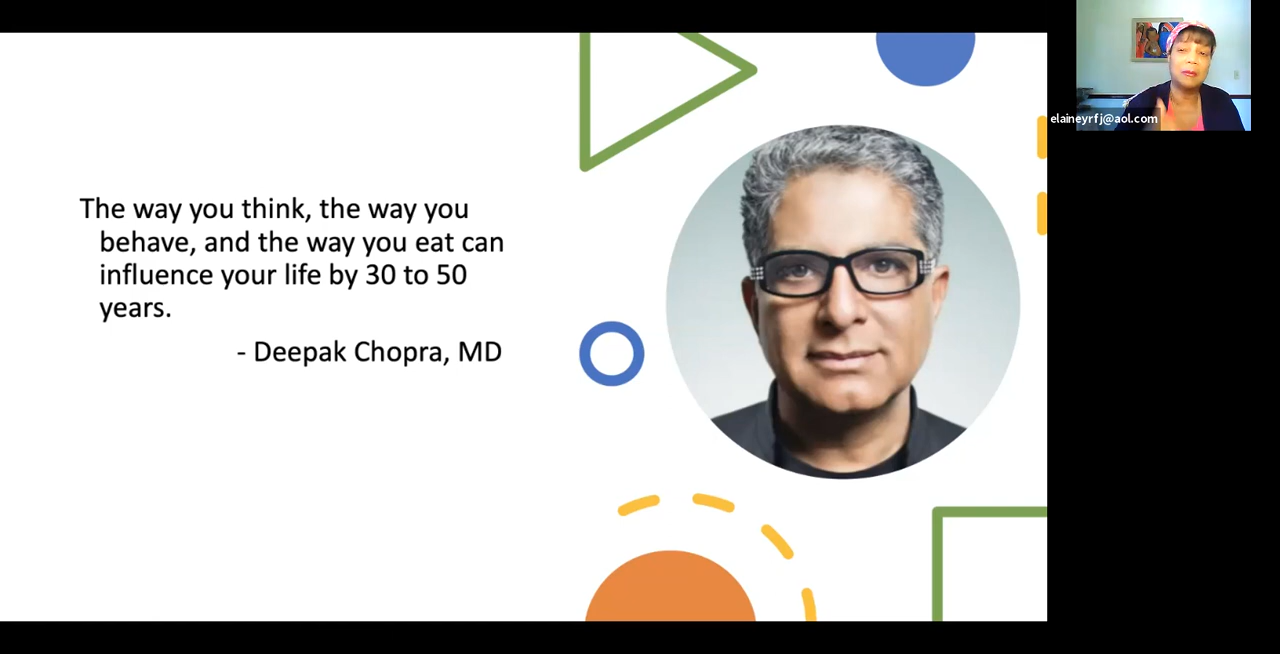 The way you think, the way you
behave, and the way you eat can
influence your life by 30 to 50
years.
- Deepak Chopra, MD
elaineyrfj@aol.com